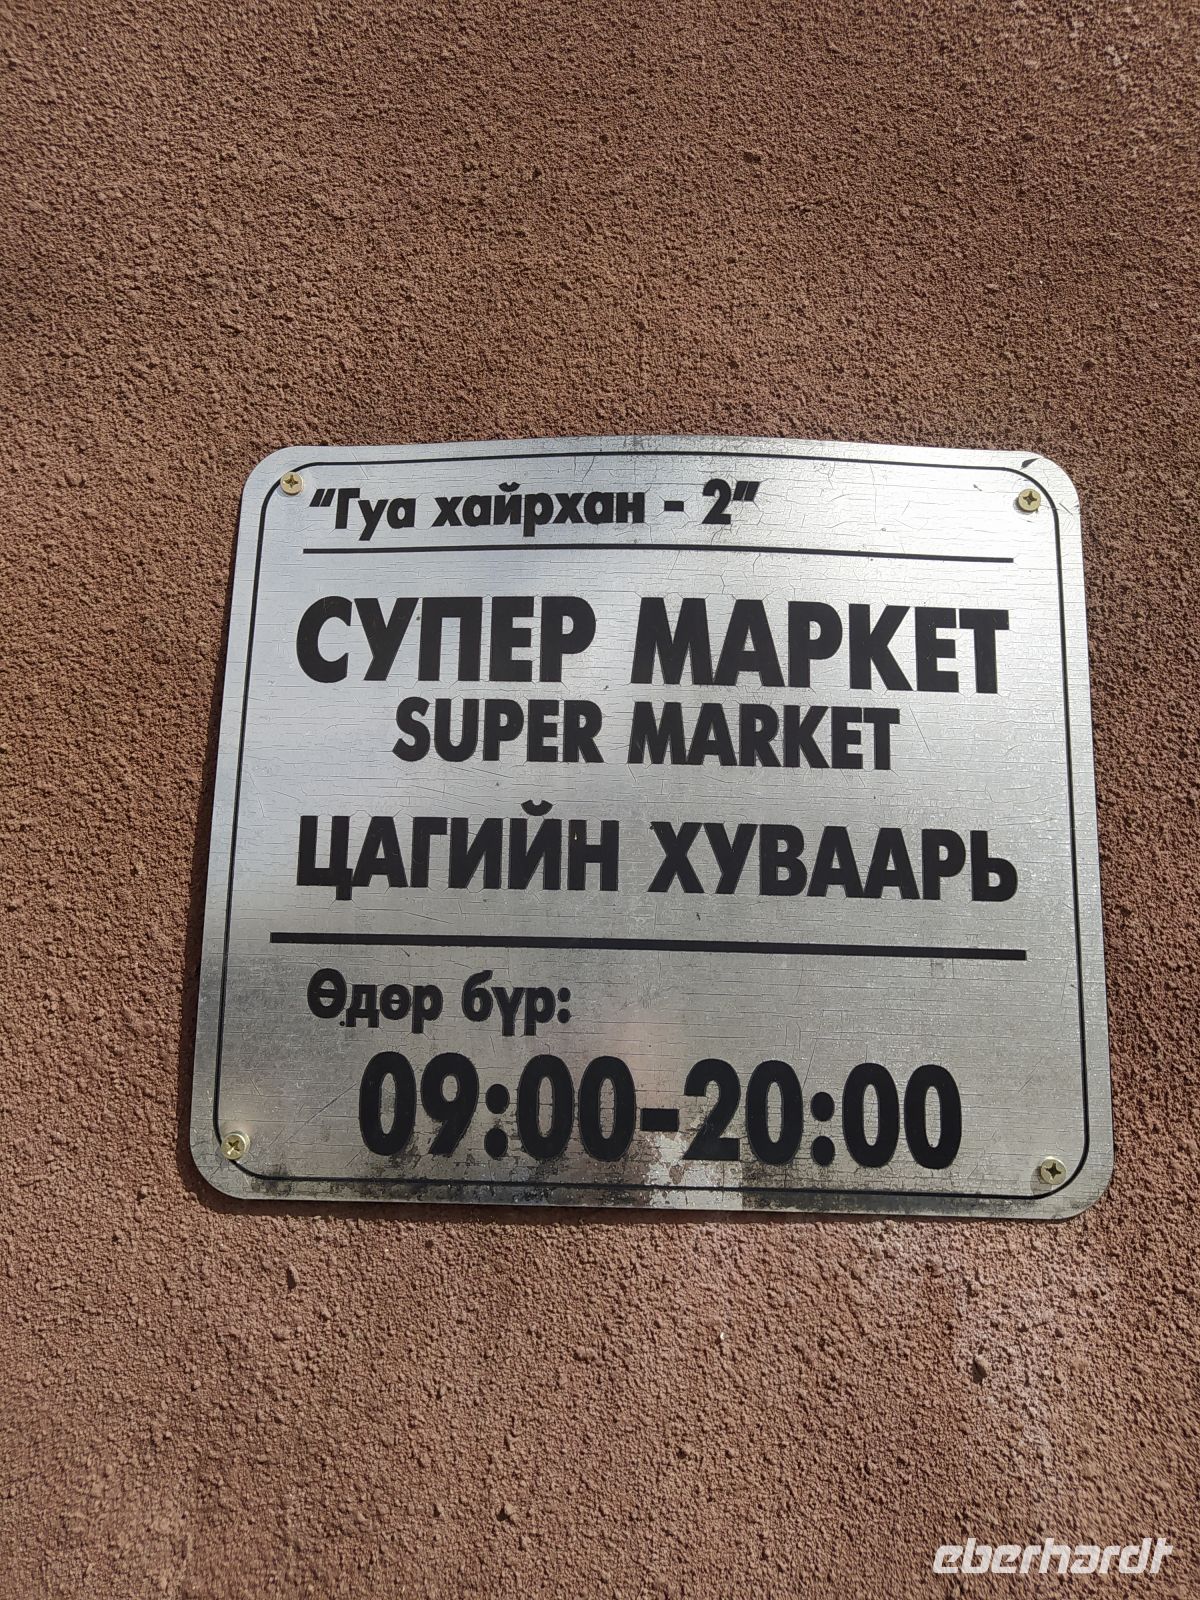 "Гуа хайрхан - 2"
СУПЕР МАРКЕТ
SUPER MARKET
ЦАГИЙН ХУВААРЬ
Өдөр бүр:
09:00-20:00
eberhardt